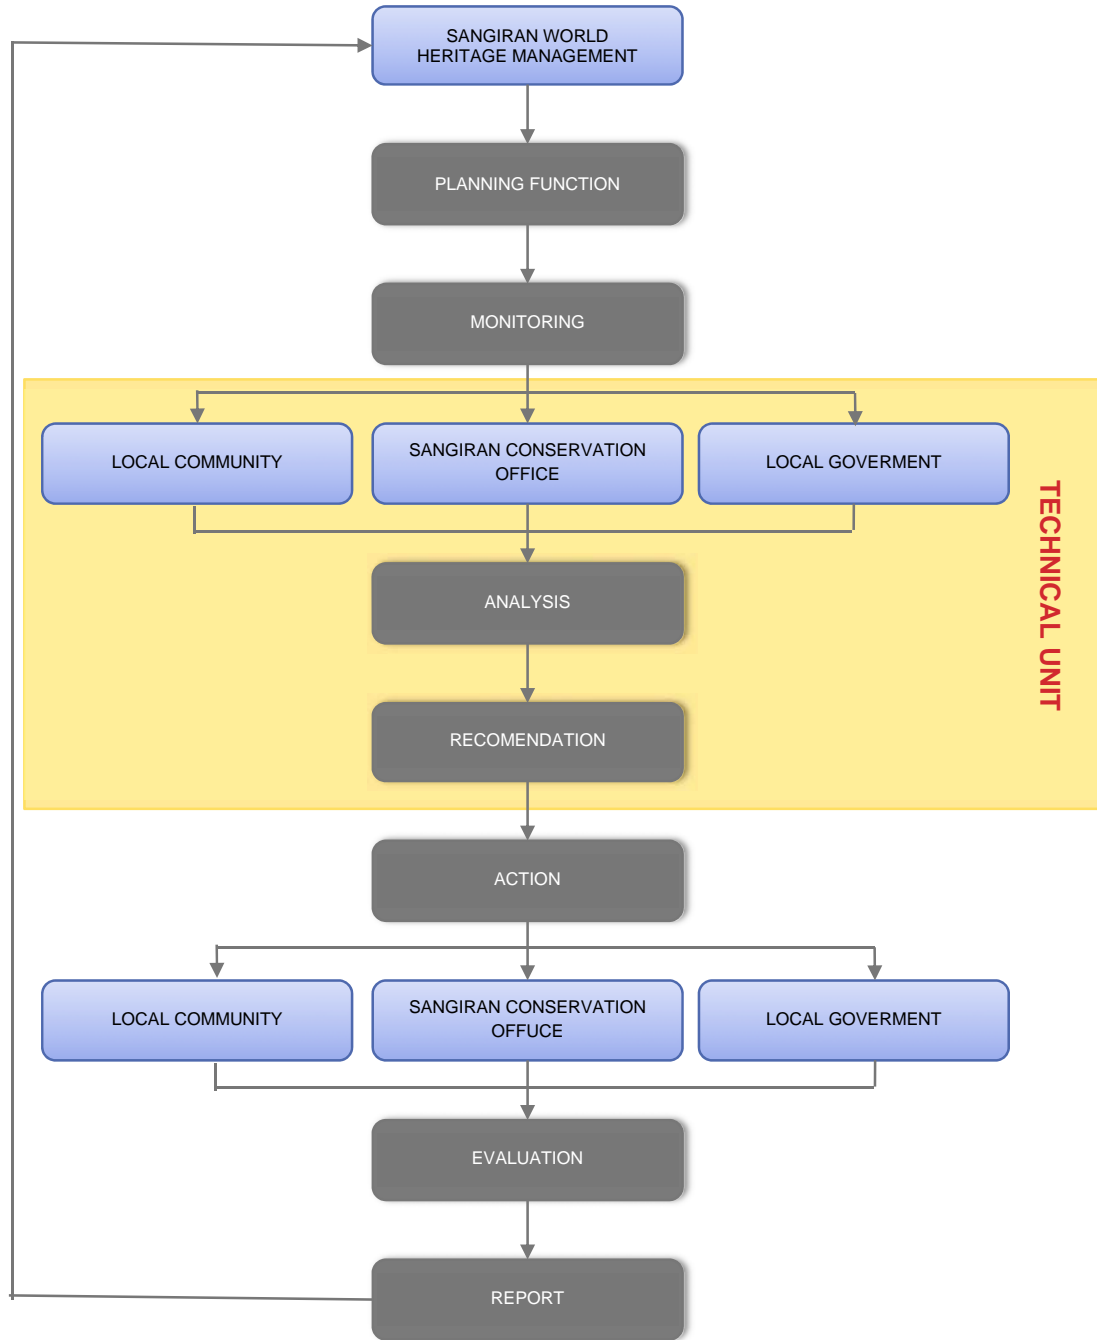 SANGIRAN WORLD
HERITAGE MANAGEMENT
PLANNING FUNCTION
MONITORING
LOCAL COMMUNITY
SANGIRAN CONSERVATION
OFFICE
LOCAL GOVERMENT
TECHNICAL UNIT
ANALYSIS
RECOMENDATION
ACTION
LOCAL COMMUNITY
SANGIRAN CONSERVATION
OFFUCE
LOCAL GOVERMENT
EVALUATION
REPORT